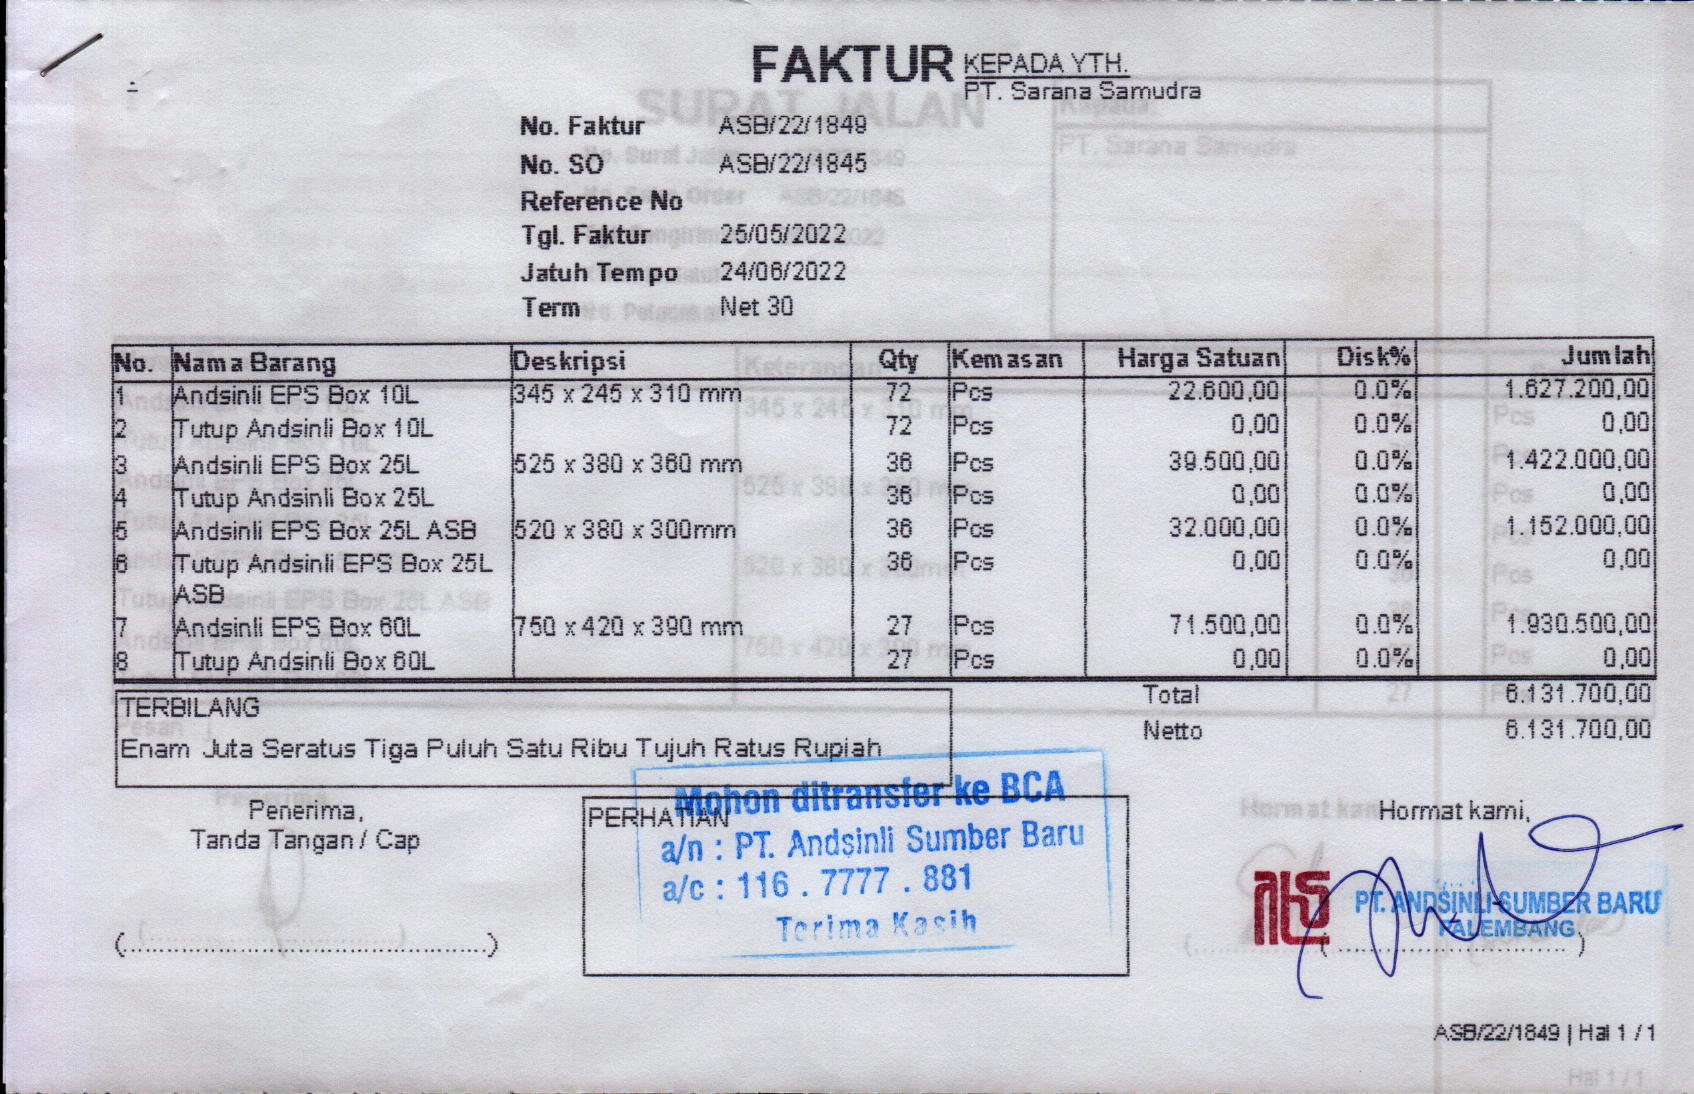 FAKTUR
KEPADA YTH.
PT. Sarana Samudra
No. Faktur ASB/22/1849
No. SO ASB/22/1845
Reference No
Tgl. Faktur 25/05/2022
Jatuh Tempo 24/06/2022
Term Net 30
No. Nama Barang Deskripsi Qty Kemasan Harga Satuan Disk% Jumlah
1 Andsinli EPS Box 10L 345 x 245 x 310 mm 72 Pcs 22.600,00 0.0% 1.627.200,00
2 Tutup Andsinli Box 10L 72 Pcs 0,00 0.0% 0,00
3 Andsinli EPS Box 25L 525 x 380 x 360 mm 36 Pcs 39.500,00 0.0% 1.422.000,00
4 Tutup Andsinli Box 25L 36 Pcs 0,00 0.0% 0,00
5 Andsinli EPS Box 25L ASB 520 x 380 x 300mm 36 Pcs 32.000,00 0.0% 1.152.000,00
6 Tutup Andsinli EPS Box 25L 36 Pcs 0,00 0.0% 0,00
ASB
7 Andsinli EPS Box 60L 750 x 420 x 390 mm 27 Pcs 71.500,00 0.0% 1.930.500,00
8 Tutup Andsinli Box 60L 27 Pcs 0,00 0.0% 0,00
Total 6.131.700,00
Netto 6.131.700,00
TERBILANG
Enam Juta Seratus Tiga Puluh Satu Ribu Tujuh Ratus Rupiah
Penerima,
Tanda Tangan / Cap
(................................................)
PERHATIAN
Mohon ditransfer ke BCA
a/n : PT. Andsinli Sumber Baru
a/c : 116 . 7777 . 881
Terima Kasih
Hormat kami,
PT. ANDSINLI SUMBER BARU
PALEMBANG
(..............................)
ASB/22/1849 | Hal 1 / 1